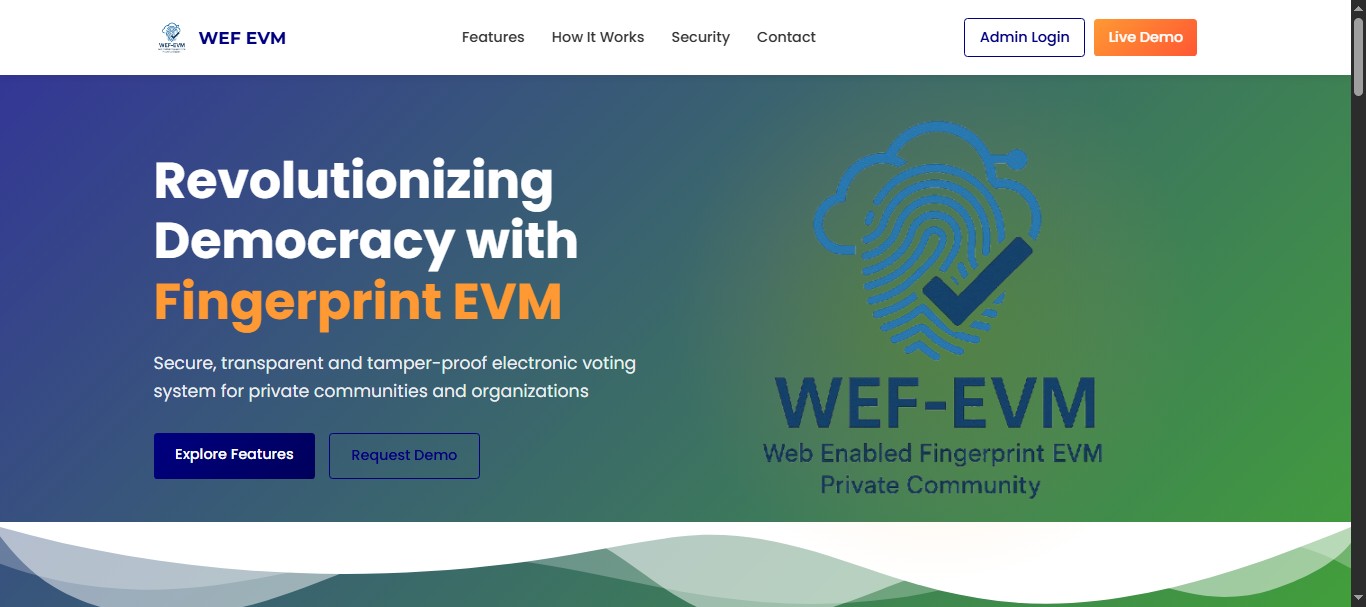 WEF-EVM
WEF EVM
Features
How It Works
Security
Contact
Admin Login
Live Demo
Revolutionizing
Democracy with
Fingerprint EVM
Secure, transparent and tamper-proof electronic voting
system for private communities and organizations
Explore Features
Request Demo
WEF-EVM
Web Enabled Fingerprint EVM
Private Community